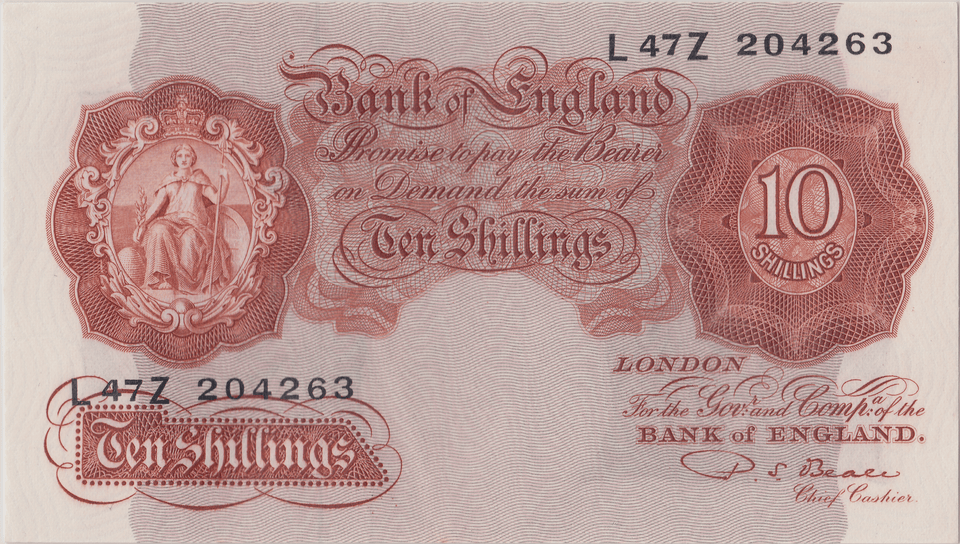 L 47Z 204263
Bank of England
Promise to pay the Bearer
on Demand the sum of
Ten Shillings
10
SHILLINGS
L 47Z 204263
Ten Shillings
LONDON
For the Govr. and Compa. of the
BANK of ENGLAND.
P. S. Beale
Chief Cashier.